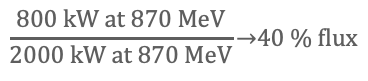 800 kW at 870 MeV
2000 kW at 870 MeV →40 % flux